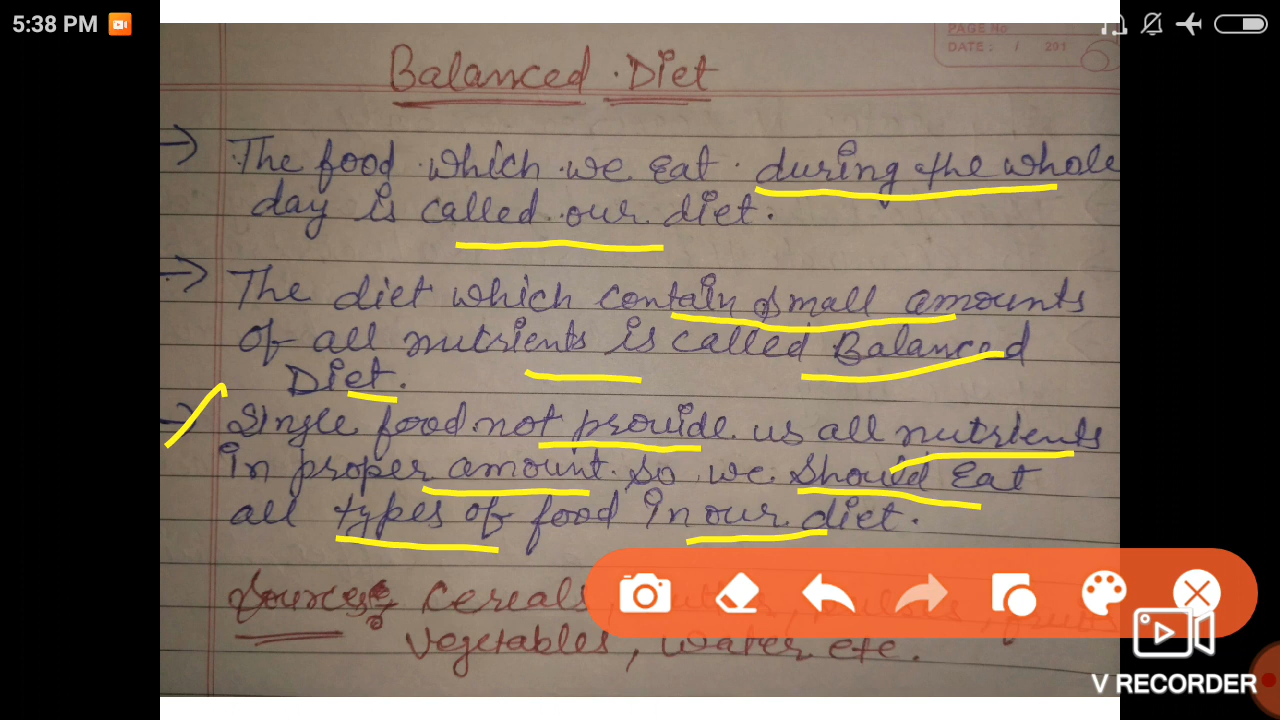 5:38 PM
PAGE No
DATE: / 201
Balanced Diet
→ The food which we Eat during the whole
day is called our diet.
→ The diet which contain small amounts
of all nutrients is called Balanced
Diet.
→ Single food not provide us all nutrients
in proper amount so we should Eat
all types of food in our diet.
Sources: Cereals,
Vegetables, water etc.
V RECORDER